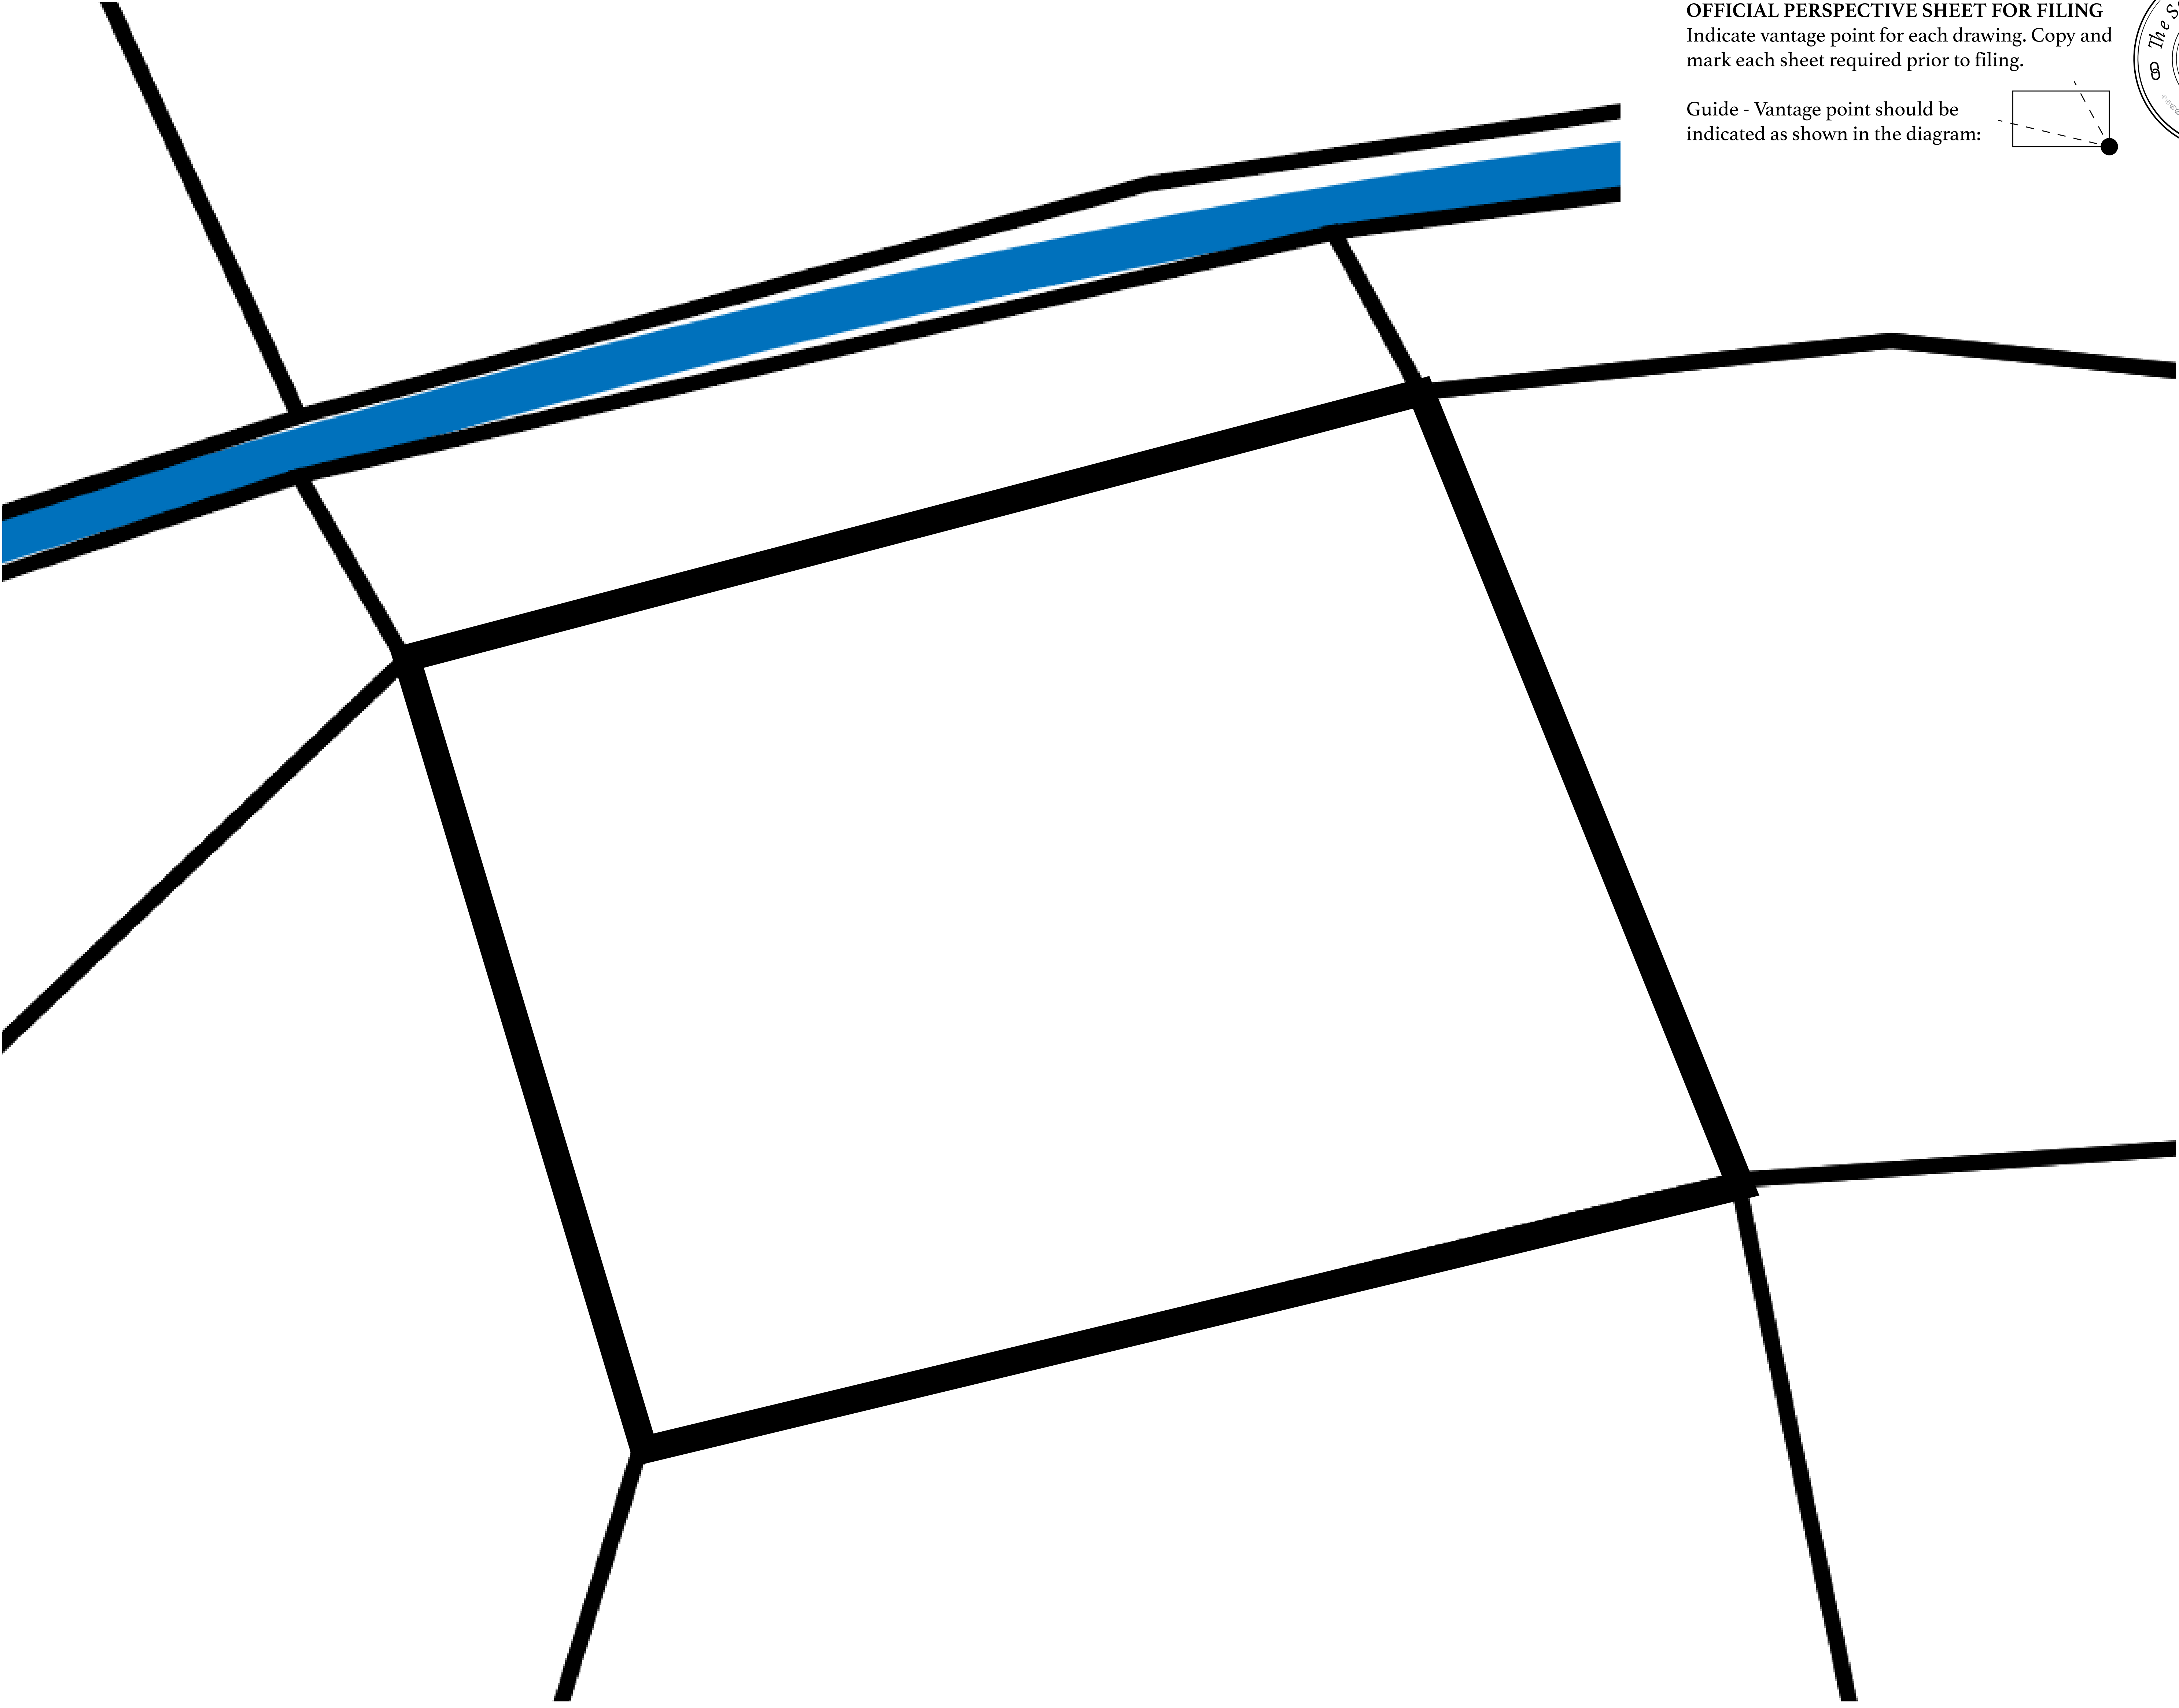 OFFICIAL PERSPECTIVE SHEET FOR FILING
Indicate vantage point for each drawing. Copy and
mark each sheet required prior to filing.
Guide - Vantage point should be
indicated as shown in the diagram:
The